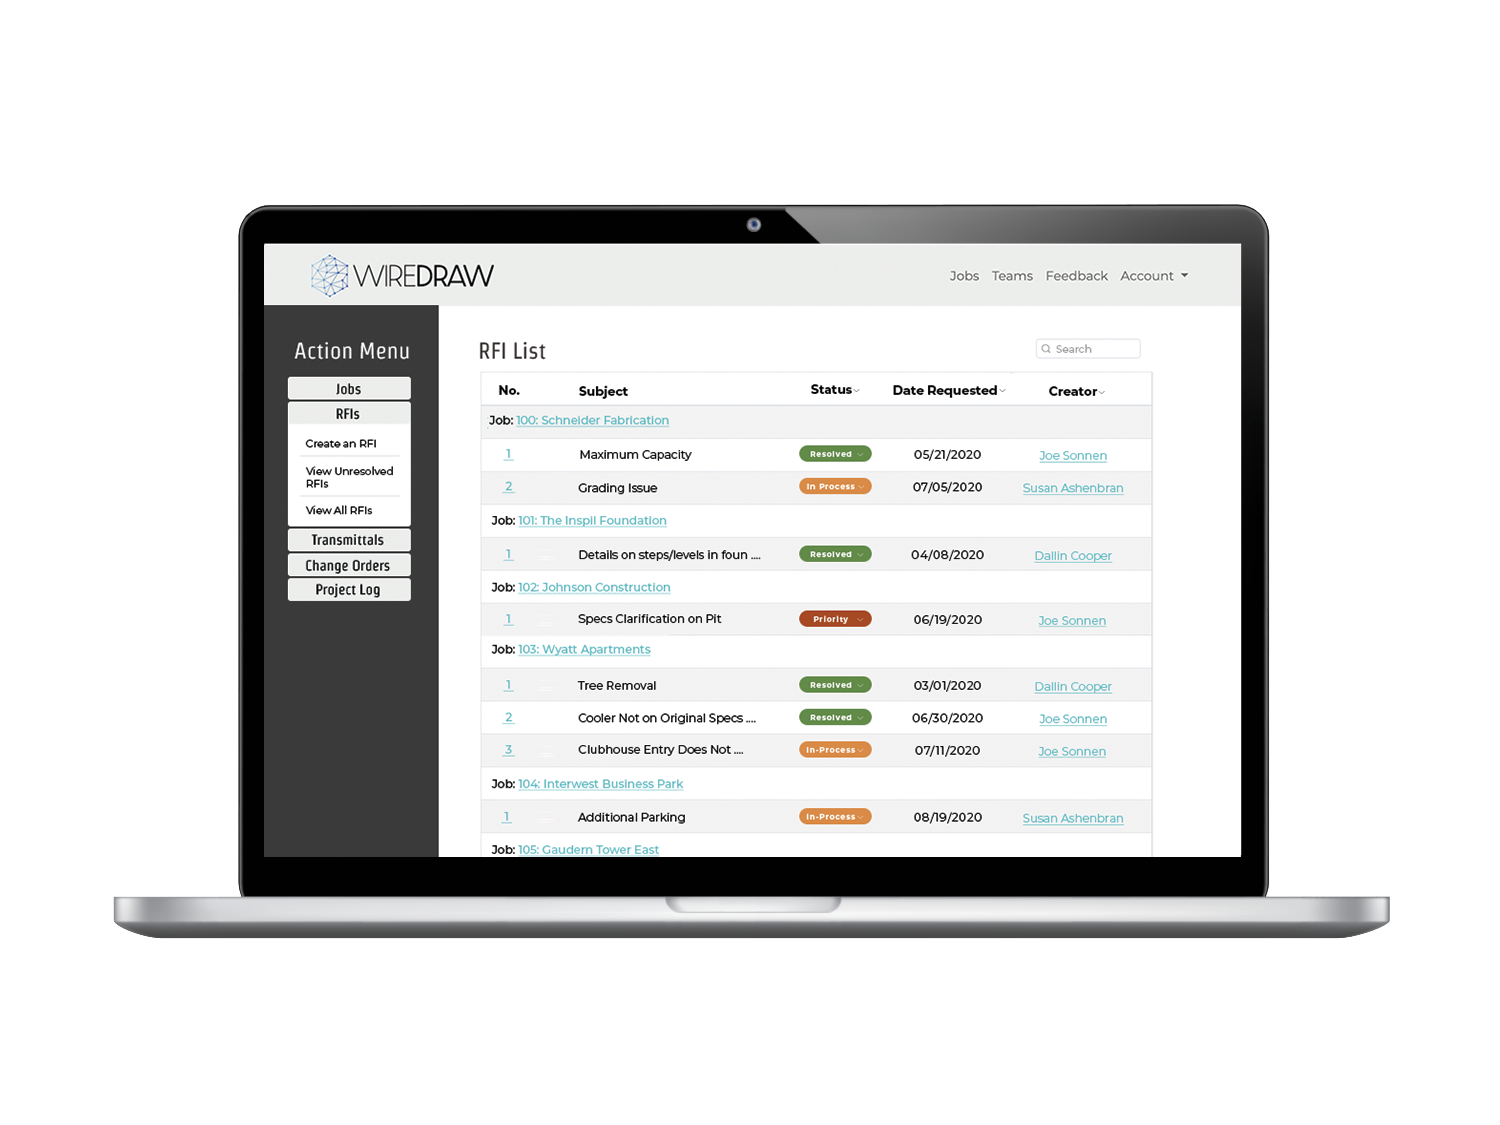 WIREDRAW
Jobs Teams Feedback Account
Action Menu
Jobs
RFIs
Create an RFI
View Unresolved
RFIs
View All RFIs
Transmittals
Change Orders
Project Log
RFI List
Search
No. Subject Status Date Requested Creator
Job: 100: Schneider Fabrication
1 Maximum Capacity Resolved 05/21/2020 Joe Sonnen
2 Grading Issue In Process 07/05/2020 Susan Ashenbran
Job: 101: The Inspil Foundation
1 Details on steps/levels in foun .... Resolved 04/08/2020 Dallin Cooper
Job: 102: Johnson Construction
1 Specs Clarification on Pit Priority 06/19/2020 Joe Sonnen
Job: 103: Wyatt Apartments
1 Tree Removal Resolved 03/01/2020 Dallin Cooper
2 Cooler Not on Original Specs .... Resolved 06/30/2020 Joe Sonnen
3 Clubhouse Entry Does Not .... In-Process 07/11/2020 Joe Sonnen
Job: 104: Interwest Business Park
1 Additional Parking In-Process 08/19/2020 Susan Ashenbran
Job: 105: Gaudern Tower East